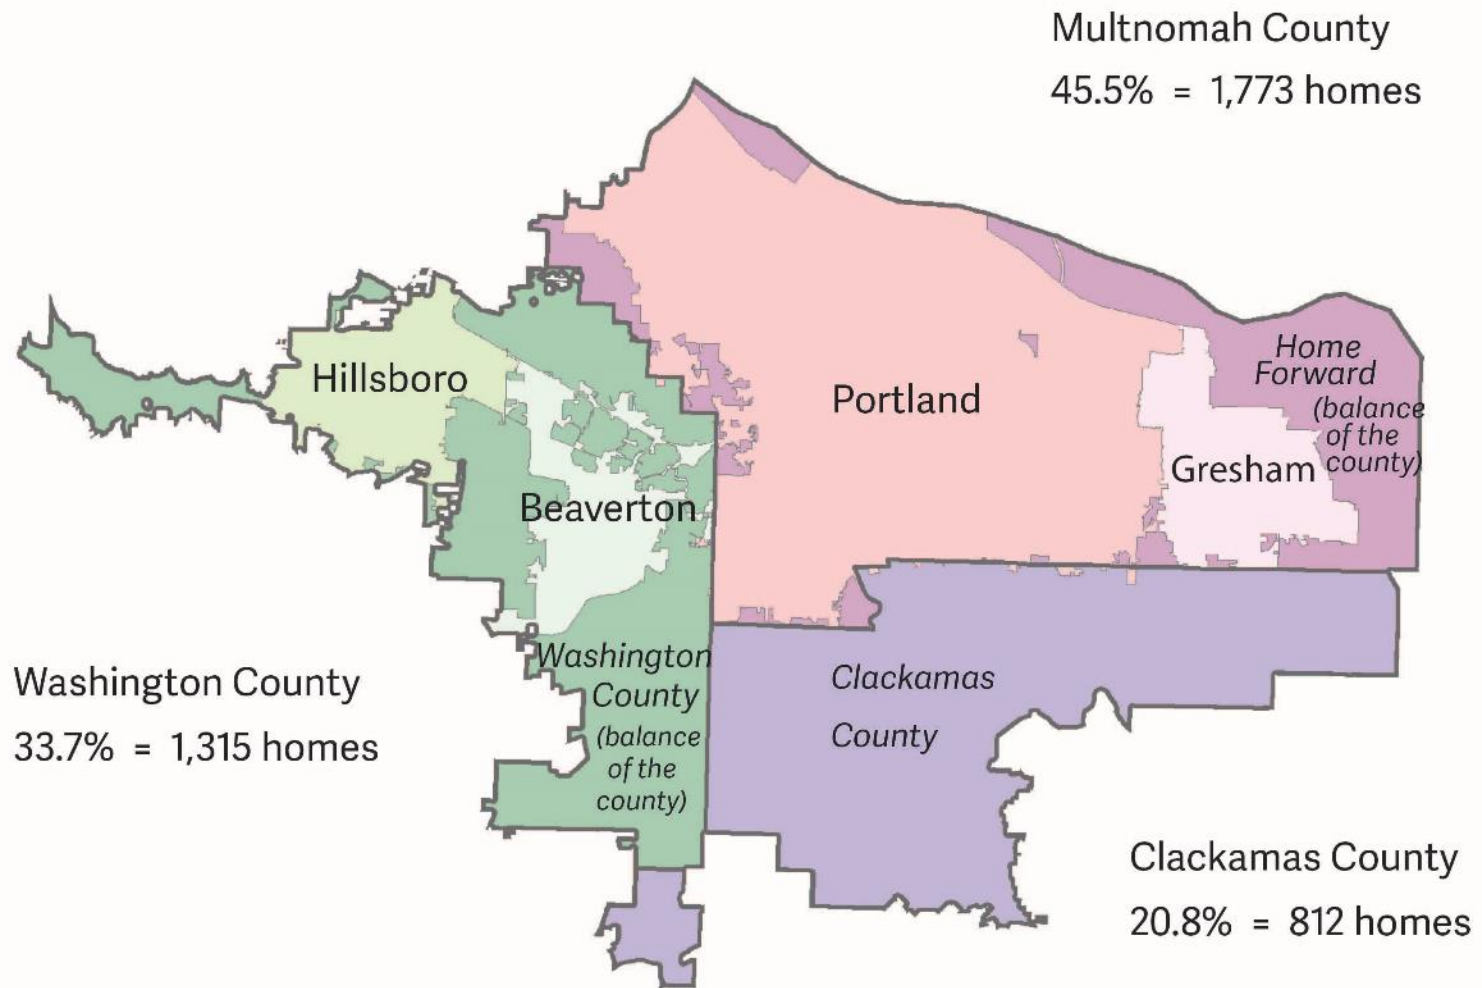 Multnomah County
45.5% = 1,773 homes
Home
Forward
(balance
of the
county)
Hillsboro
Portland
Gresham
Beaverton
Washington
County
(balance
of the
county)
Clackamas
County
Washington County
33.7% = 1,315 homes
Clackamas County
20.8% = 812 homes